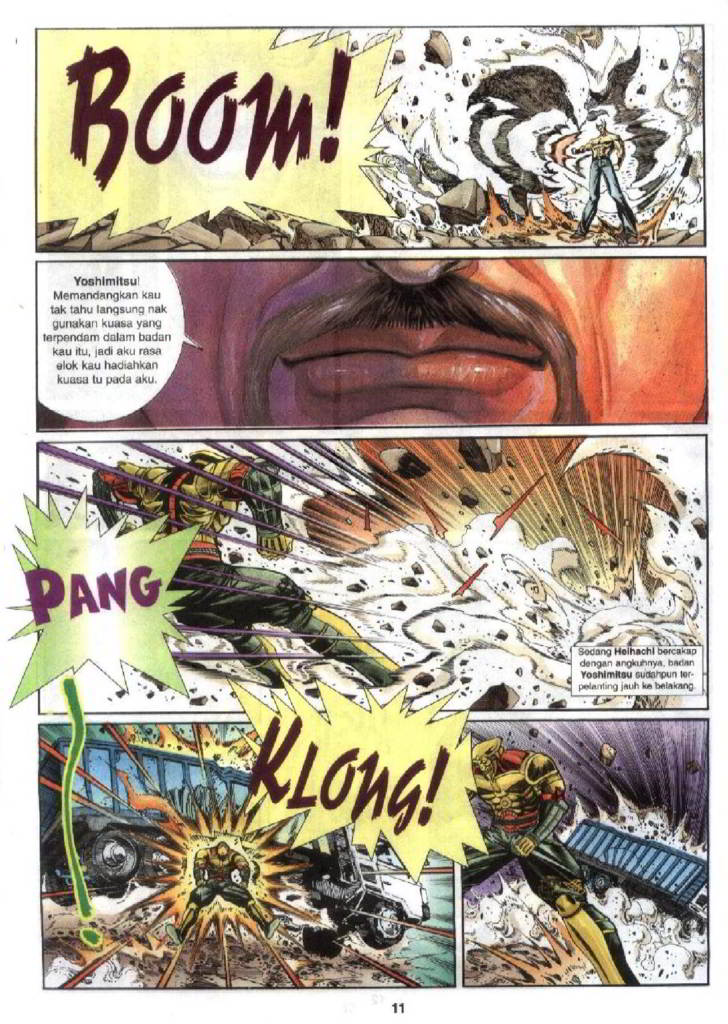 BOOM!
Yoshimitsu!
Memandangkan kau
tak tahu langsung nak
gunakan kuasa yang
terpendam dalam badan
kau itu, jadi aku rasa
elok kau hadiahkan
kuasa tu pada aku.
PANG!
Sedang Heihachi bercakap
dengan angkuhnya, badan
Yoshimitsu sudahpun ter-
pelanting jauh ke belakang.
KLONG!
11